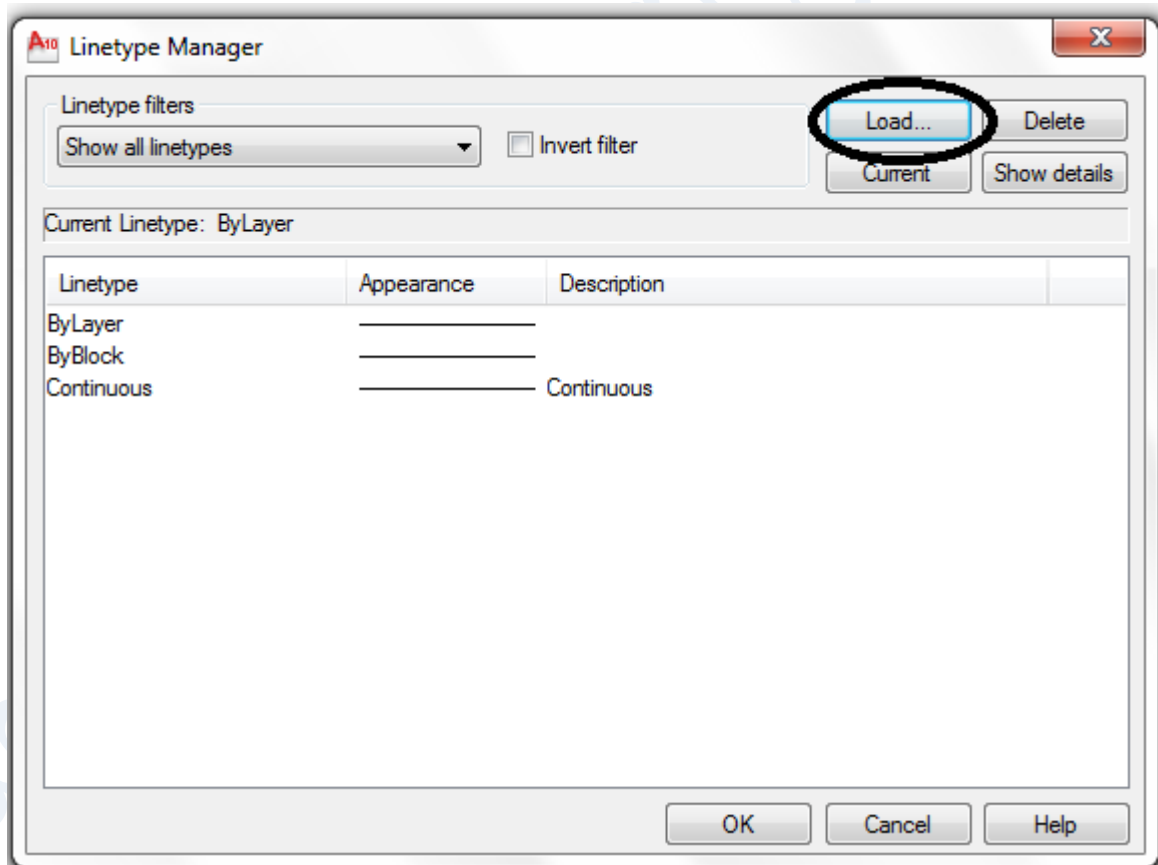 A10 Linetype Manager
Linetype filters
Show all linetypes
Invert filter
Load...
Delete
Current
Show details
Current Linetype: ByLayer
Linetype Appearance Description
ByLayer
ByBlock
Continuous Continuous
OK Cancel Help